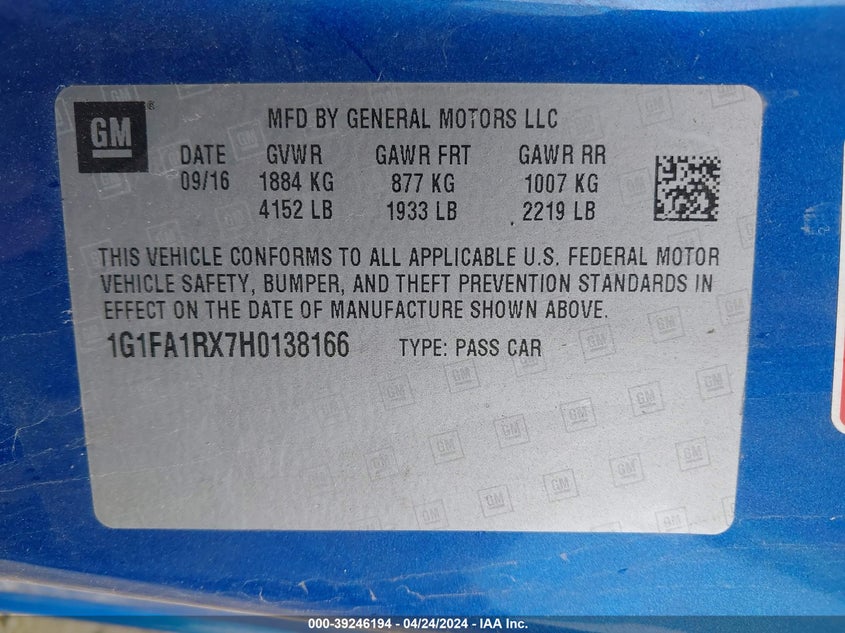 GM ®
MFD BY GENERAL MOTORS LLC
DATE GVWR GAWR FRT GAWR RR
09/16 1884 KG 877 KG 1007 KG
4152 LB 1933 LB 2219 LB
THIS VEHICLE CONFORMS TO ALL APPLICABLE U.S. FEDERAL MOTOR
VEHICLE SAFETY, BUMPER, AND THEFT PREVENTION STANDARDS IN
EFFECT ON THE DATE OF MANUFACTURE SHOWN ABOVE.
1G1FA1RX7H0138166 TYPE: PASS CAR
000-39246194 - 04/24/2024 - IAA Inc.